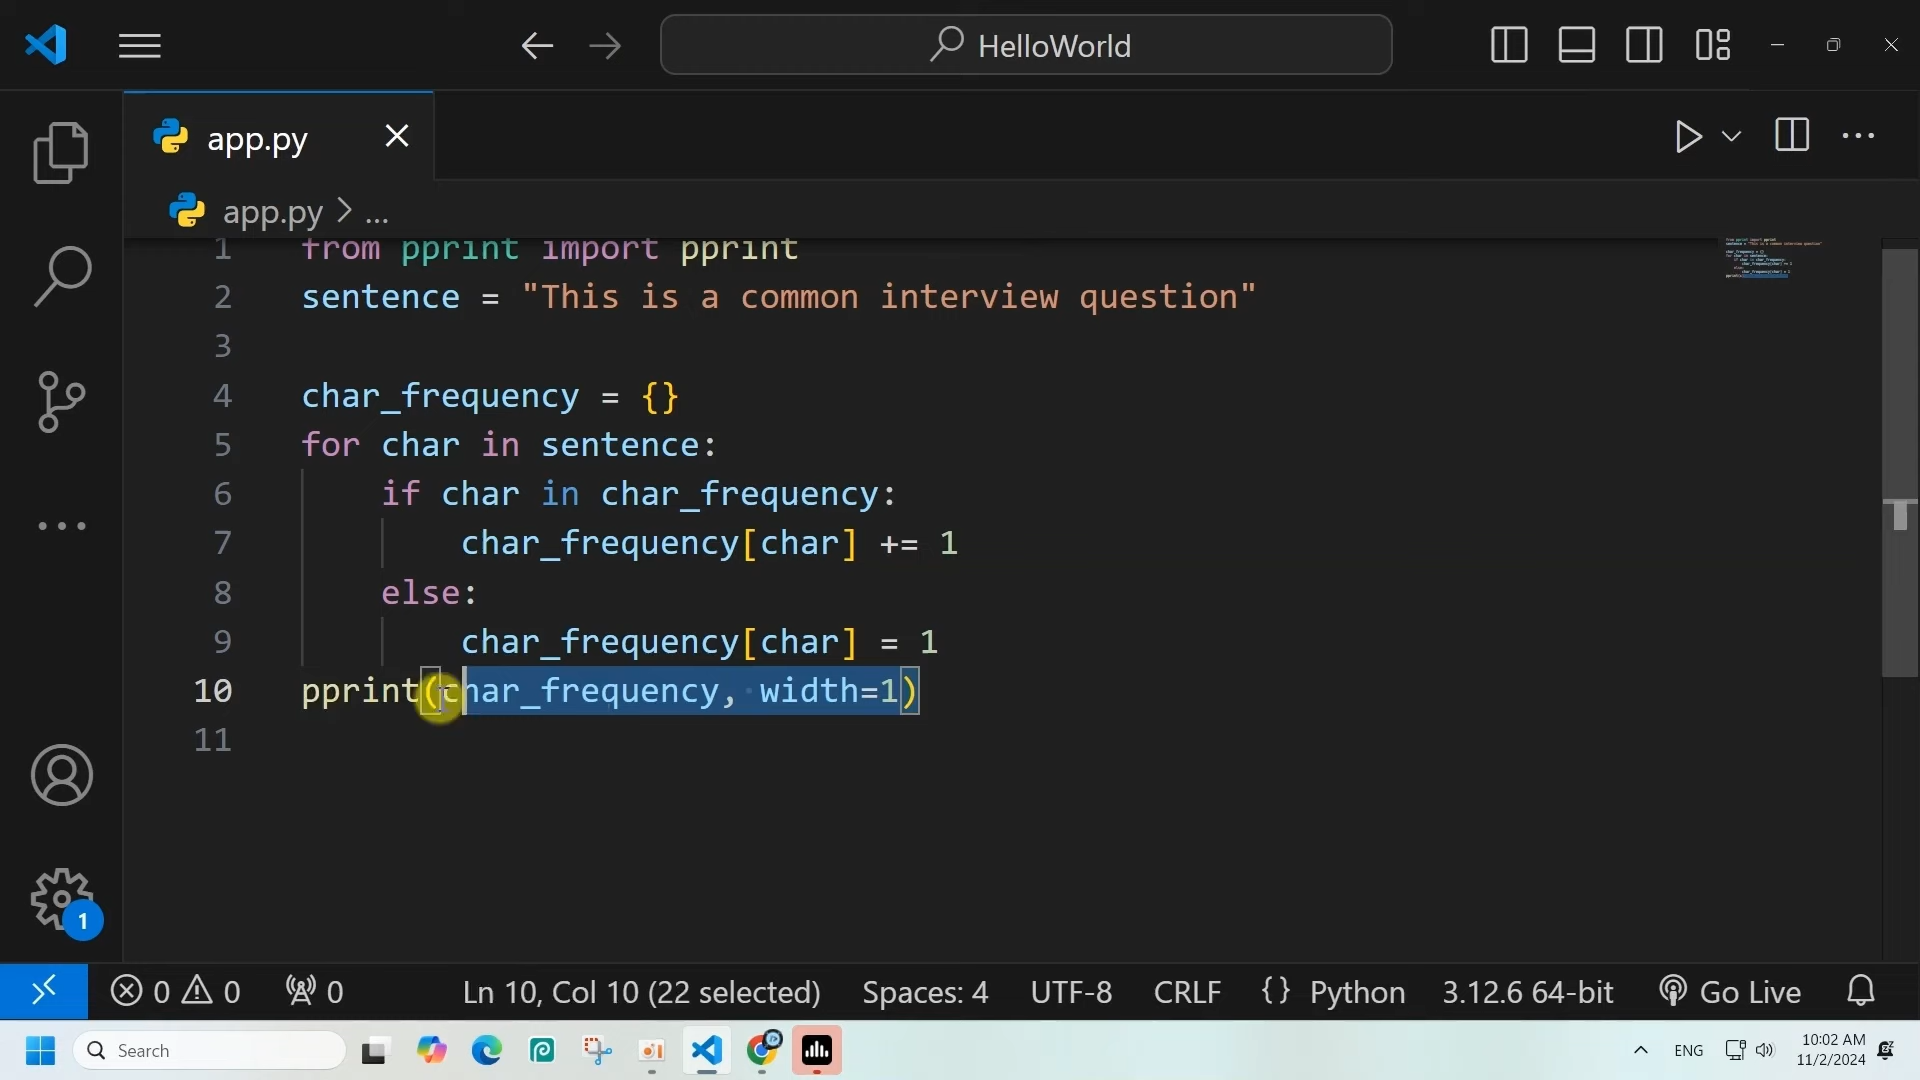 HelloWorld
app.py
app.py > ...
1 from pprint import pprint
2 sentence = "This is a common interview question"
3
4 char_frequency = {}
5 for char in sentence:
6 if char in char_frequency:
7 char_frequency[char] += 1
8 else:
9 char_frequency[char] = 1
10 pprint(char_frequency, width=1)
11
1
0 0 0 Ln 10, Col 10 (22 selected) Spaces: 4 UTF-8 CRLF {} Python 3.12.6 64-bit Go Live
Search ENG 10:02 AM
11/2/2024